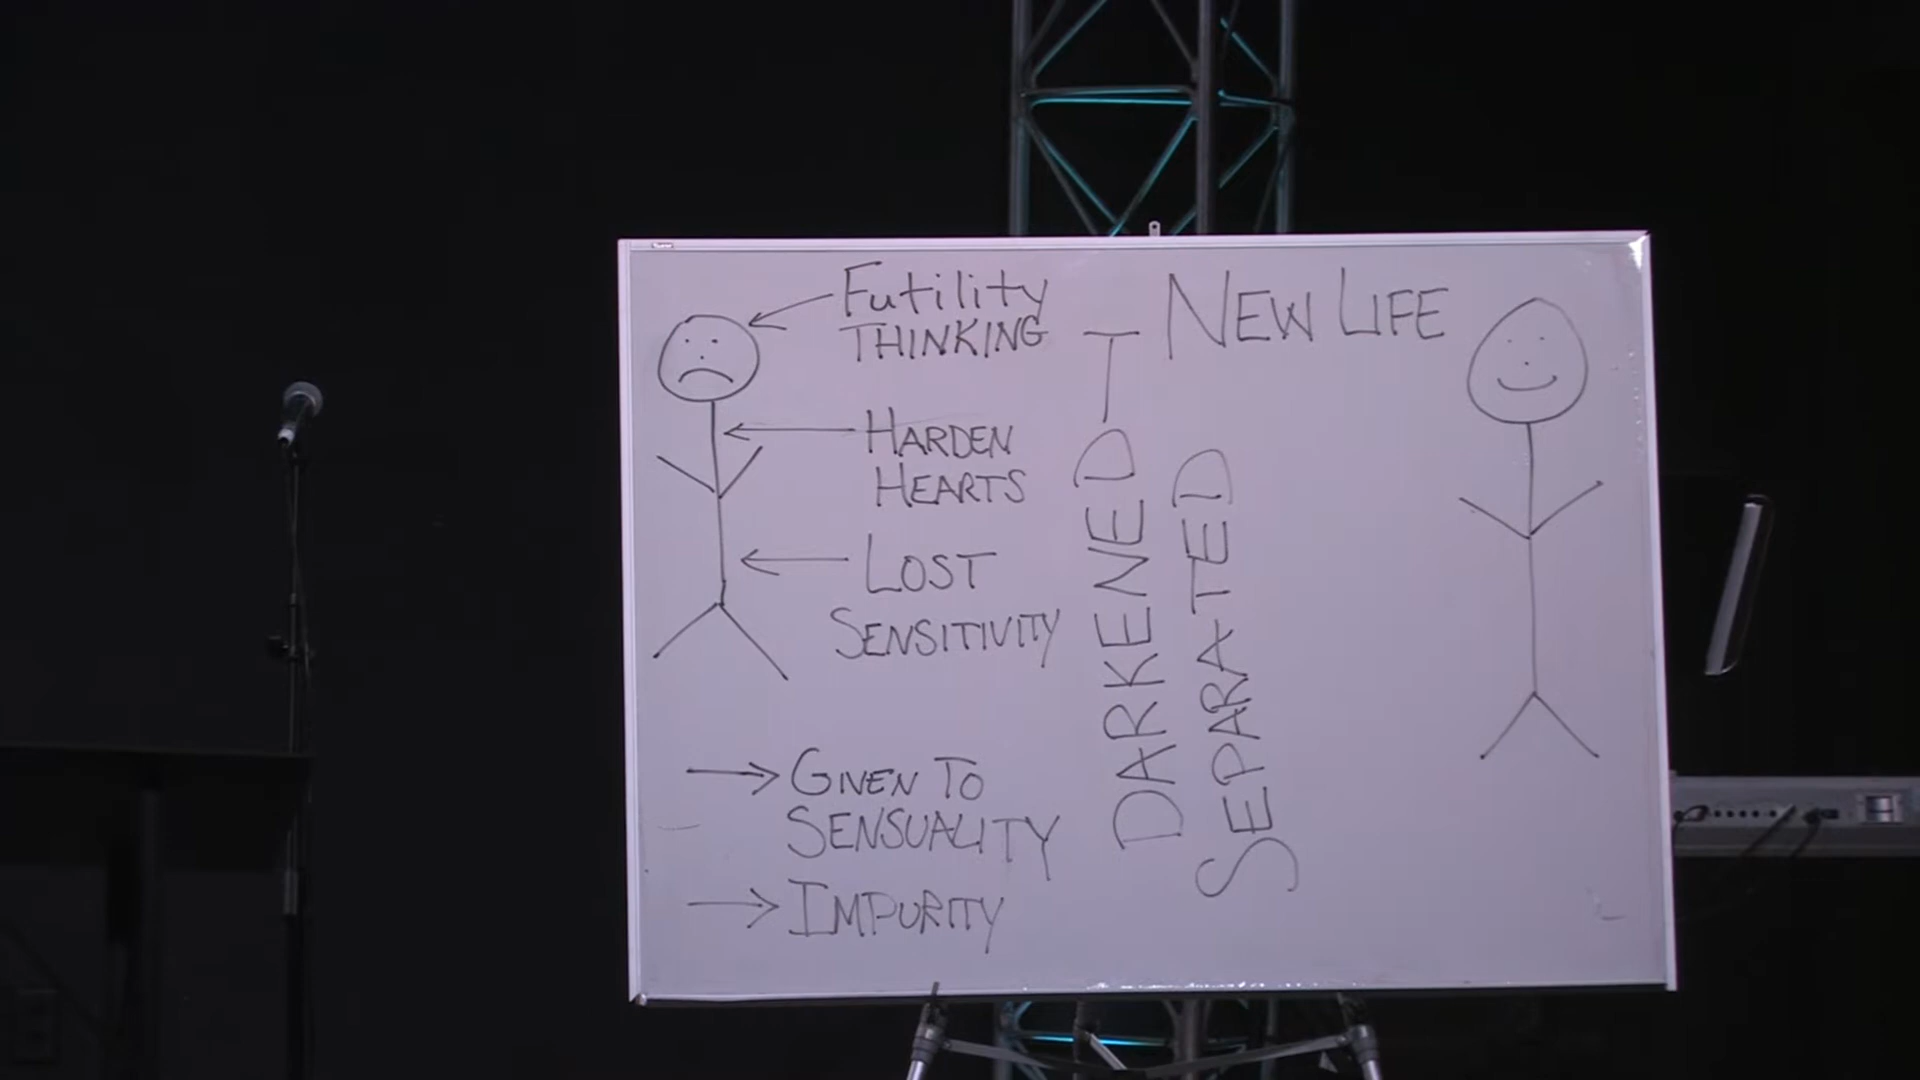 Futility
THINKING
HARDEN
HEARTS
LOST
SENSITIVITY
GIVEN TO
SENSUALITY
IMPURITY
DARKENED
SEPARATED
NEW LIFE